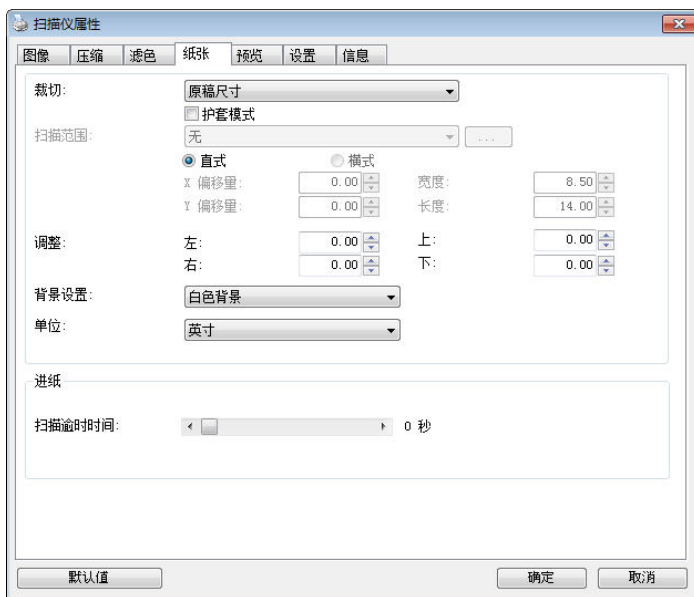 扫描仪属性
图像 压缩 滤色 纸张 预览 设置 信息
裁切: 原稿尺寸
护套模式
扫描范围: 无 ...
直式 横式
X 偏移量: 0.00 宽度: 8.50
Y 偏移量: 0.00 长度: 14.00
调整: 左: 0.00 上: 0.00
右: 0.00 下: 0.00
背景设置: 白色背景
单位: 英寸
进纸
扫描逾时时间: 0 秒
默认值 确定 取消